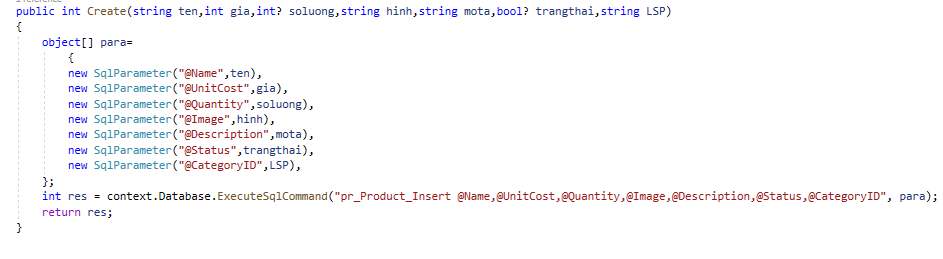 public int Create(string ten,int gia,int? soluong,string hinh,string mota,bool? trangthai,string LSP)
{
object[] para=
{
new SqlParameter("@Name",ten),
new SqlParameter("@UnitCost",gia),
new SqlParameter("@Quantity",soluong),
new SqlParameter("@Image",hinh),
new SqlParameter("@Description",mota),
new SqlParameter("@Status",trangthai),
new SqlParameter("@CategoryID",LSP),
};
int res = context.Database.ExecuteSqlCommand("pr_Product_Insert @Name,@UnitCost,@Quantity,@Image,@Description,@Status,@CategoryID", para);
return res;
}